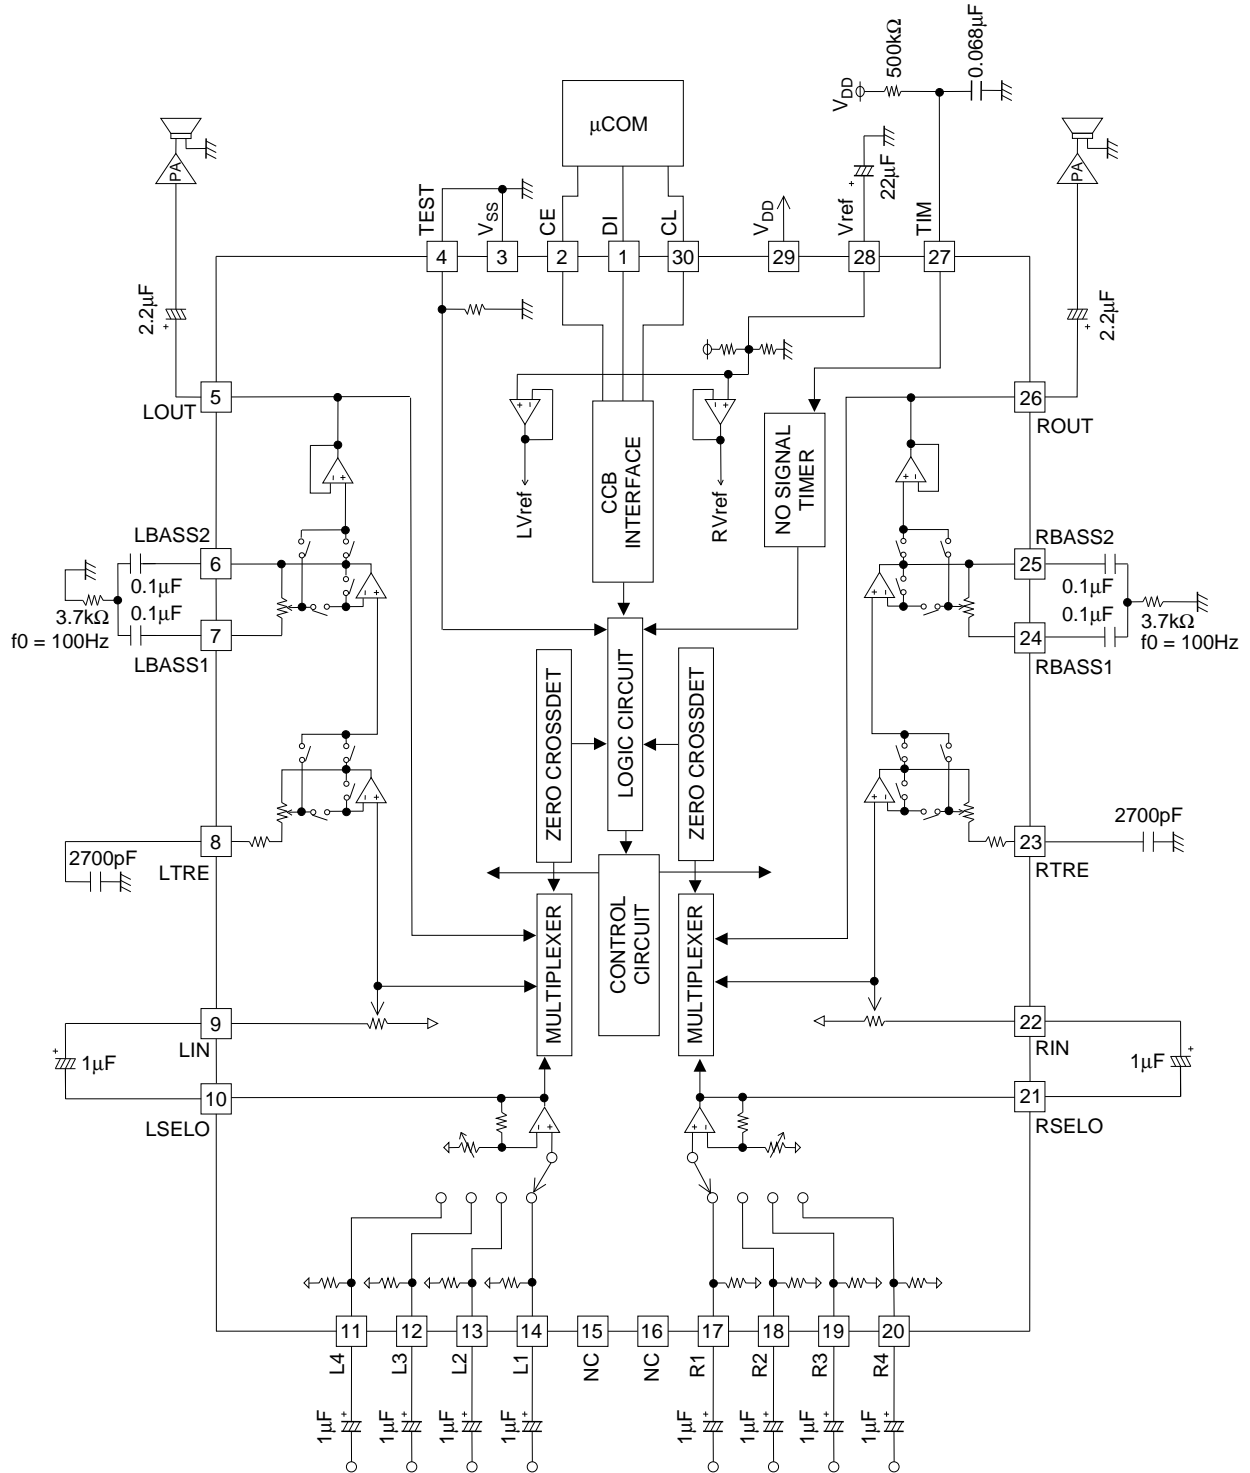 500kΩ
0.068µF
VDD
µCOM
PA
PA
22µF
+
TEST
VSS
CE
DI
CL
VDD
Vref
TIM
4
3
2
1
30
29
28
27
2.2µF
+
2.2µF
+
5
LOUT
26
ROUT
+ −
− +
− +
+ −
LVref
RVref
CCB
INTERFACE
NO SIGNAL
TIMER
LBASS2
6
0.1µF
0.1µF
3.7kΩ
f0 = 100Hz
7
LBASS1
− +
+ −
RBASS2
25
0.1µF
0.1µF
3.7kΩ
f0 = 100Hz
24
RBASS1
ZERO CROSSDET
LOGIC CIRCUIT
ZERO CROSSDET
− +
+ −
8
2700pF
LTRE
23
2700pF
RTRE
MULTIPLEXER
CONTROL
CIRCUIT
MULTIPLEXER
9
LIN
+
1µF
10
LSELO
22
RIN
+
1µF
21
RSELO
− +
+ −
11
12
13
14
15
16
17
18
19
20
L4
L3
L2
L1
NC
NC
R1
R2
R3
R4
1µF
+
1µF
+
1µF
+
1µF
+
1µF
+
1µF
+
1µF
+
1µF
+